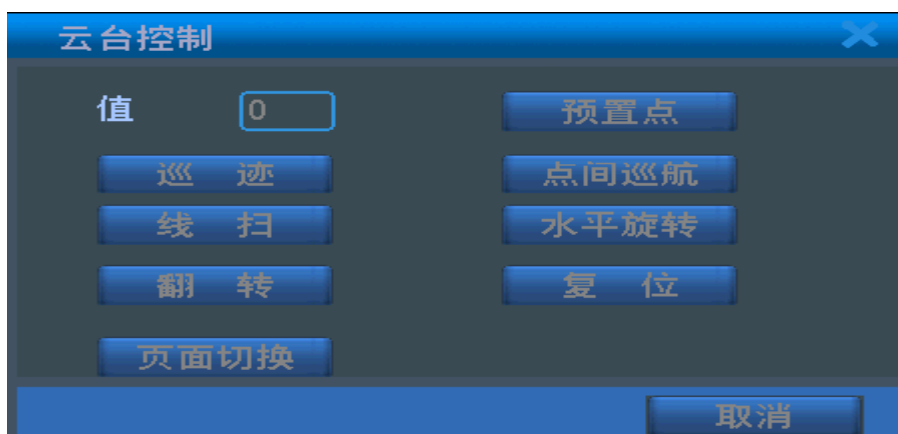 云台控制
值 0 预置点
巡 迹 点间巡航
线 扫 水平旋转
翻 转 复 位
页面切换
取消